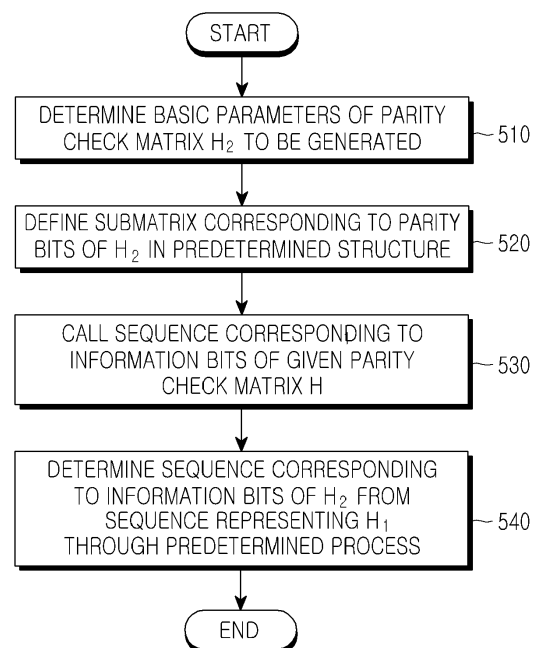 START
DETERMINE BASIC PARAMETERS OF PARITY
CHECK MATRIX H₂ TO BE GENERATED
510
DEFINE SUBMATRIX CORRESPONDING TO PARITY
BITS OF H₂ IN PREDETERMINED STRUCTURE
520
CALL SEQUENCE CORRESPONDING TO
INFORMATION BITS OF GIVEN PARITY
CHECK MATRIX H
530
DETERMINE SEQUENCE CORRESPONDING
TO INFORMATION BITS OF H₂ FROM
SEQUENCE REPRESENTING H₁
THROUGH PREDETERMINED PROCESS
540
END